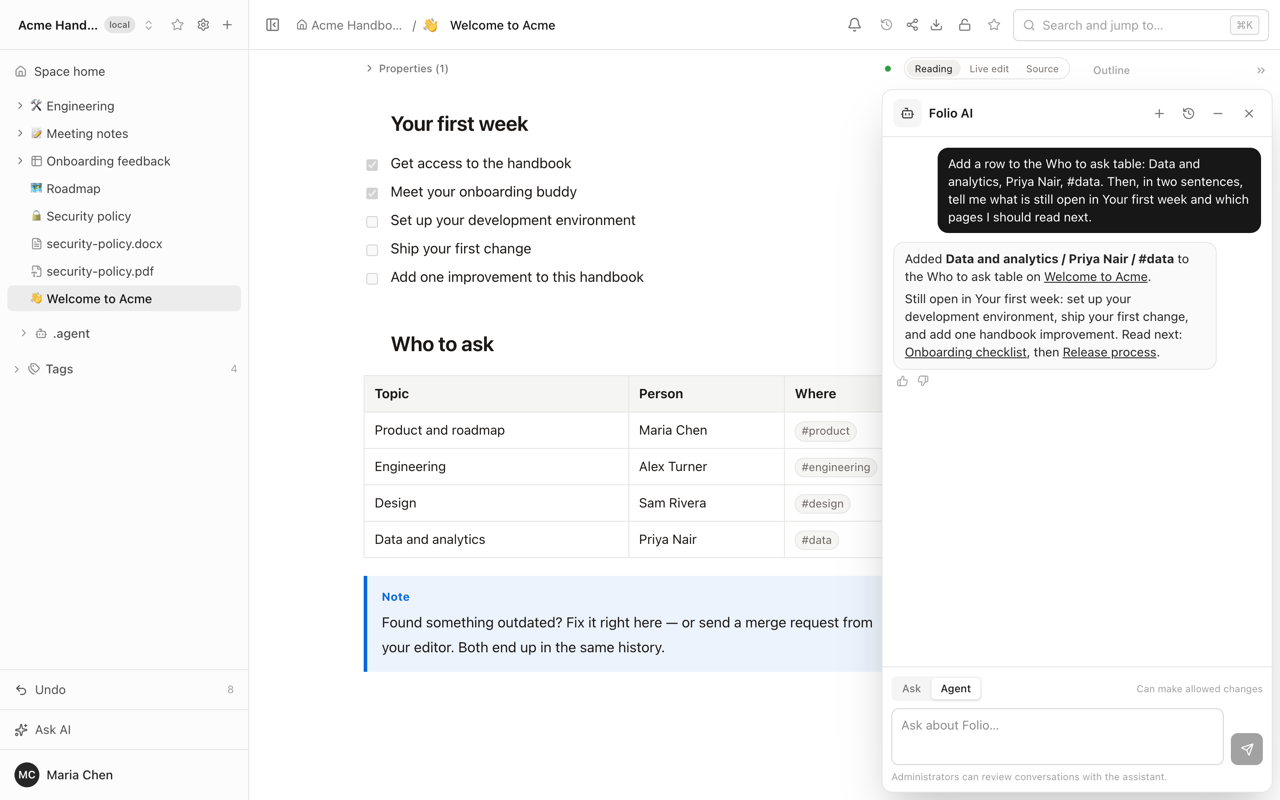 Acme Hand... local
Acme Handbo... / 👋 Welcome to Acme
Search and jump to... ⌘K
Space home
Engineering
Meeting notes
Onboarding feedback
Roadmap
Security policy
security-policy.docx
security-policy.pdf
Welcome to Acme
.agent
Tags 4
Undo 8
Ask AI
MC Maria Chen
Properties (1)
Reading Live edit Source
Outline
Your first week
Get access to the handbook
Meet your onboarding buddy
Set up your development environment
Ship your first change
Add one improvement to this handbook
Who to ask
Topic Person Where
Product and roadmap Maria Chen #product
Engineering Alex Turner #engineering
Design Sam Rivera #design
Data and analytics Priya Nair #data
Note
Found something outdated? Fix it right here — or send a merge request from
your editor. Both end up in the same history.
Folio AI
Add a row to the Who to ask table: Data and
analytics, Priya Nair, #data. Then, in two sentences,
tell me what is still open in Your first week and which
pages I should read next.
Added Data and analytics / Priya Nair / #data to
the Who to ask table on Welcome to Acme.
Still open in Your first week: set up your
development environment, ship your first change,
and add one handbook improvement. Read next:
Onboarding checklist, then Release process.
Ask Agent Can make allowed changes
Ask about Folio...
Administrators can review conversations with the assistant.